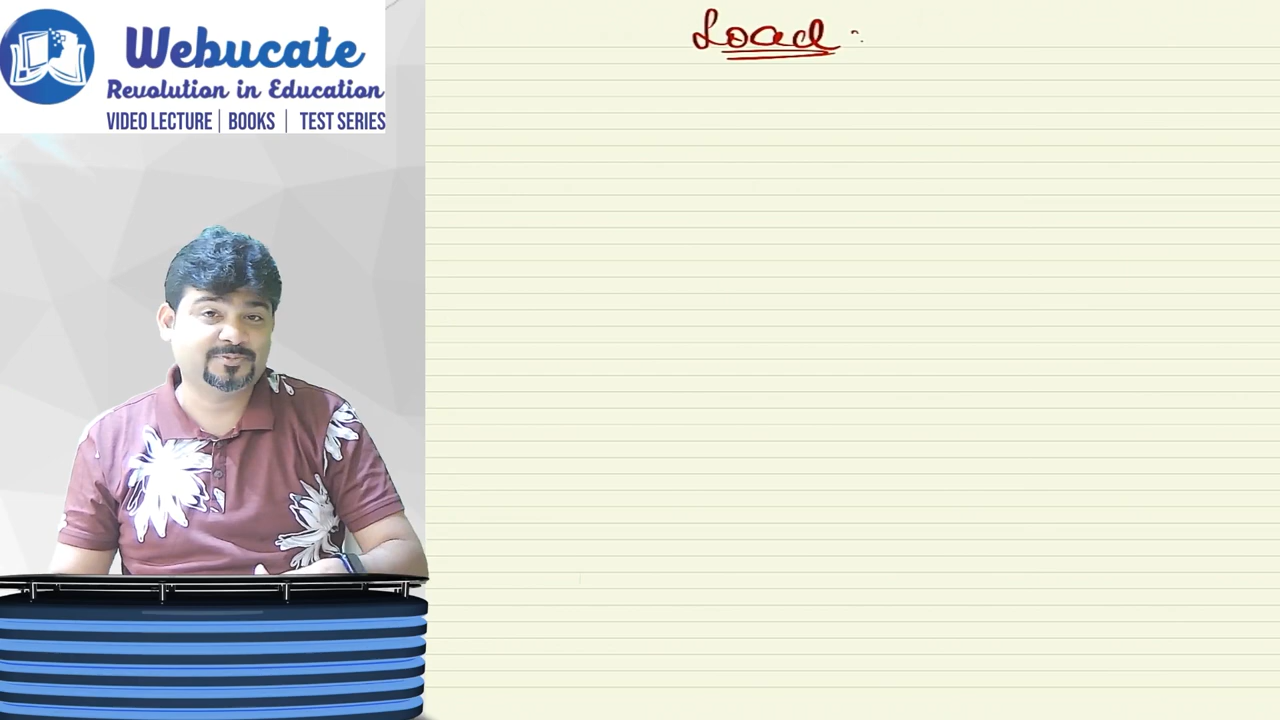 Webucate
Revolution in Education
VIDEO LECTURE | BOOKS | TEST SERIES
Load :